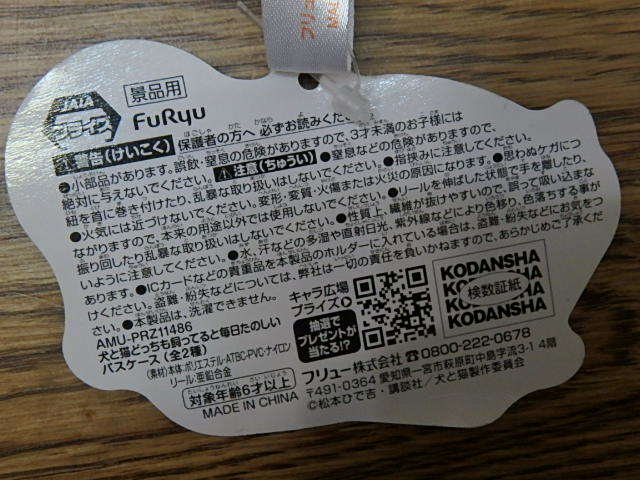 JAIA
プライズ
景品用
FuRyu
保護者の方へ 必ずお読みください
⚠警告(けいこく)
●小部品があります。誤飲・窒息の危険がありますので、3才未満のお子様には
絶対に与えないでください。⚠注意(ちゅうい)●窒息などの危険がありますので、
紐を首に巻き付けたり、乱暴な取り扱いはしないでください。●指挟みに注意してください。
●火気には近づけないでください。変形・変質・火傷または火災の原因になります。●思わぬケガにつ
ながりますので、本来の用途以外では使用しないでください。●リールを伸ばした状態で手を離したり、
振り回したり乱暴な取り扱いはしないでください。●性質上、繊維が抜けやすいので、誤って吸い込まな
いように注意してください。●水、汗などの多湿や直射日光、紫外線などにより色移り、色落ちする事が
あります。●ICカードなどの貴重品を本製品のホルダーに入れている場合は、盗難・紛失などにお気をつ
けください。盗難・紛失などについては、弊社は一切の責任を負いかねますので、あらかじめご了承くだ
さい。●本製品は、洗濯できません。
AMU-PRZ11486
犬と猫どっちも飼ってると毎日たのしい
パスケース(全2種)
(素材)本体:ポリエステル・ATBC-PVC・ナイロン
リール:亜鉛合金
対象年齢6才以上
MADE IN CHINA
キャラ広場
プライズ
抽選で
プレゼントが
当たる!?
KODANSHA
KODANSHA
検数証紙
KODANSHA
KODANSHA
フリュー株式会社 ☎0800-222-0678
〒491-0364 愛知県一宮市萩原町中島字流3-1 4階
©松本ひで吉・講談社/犬と猫製作委員会
フリュー